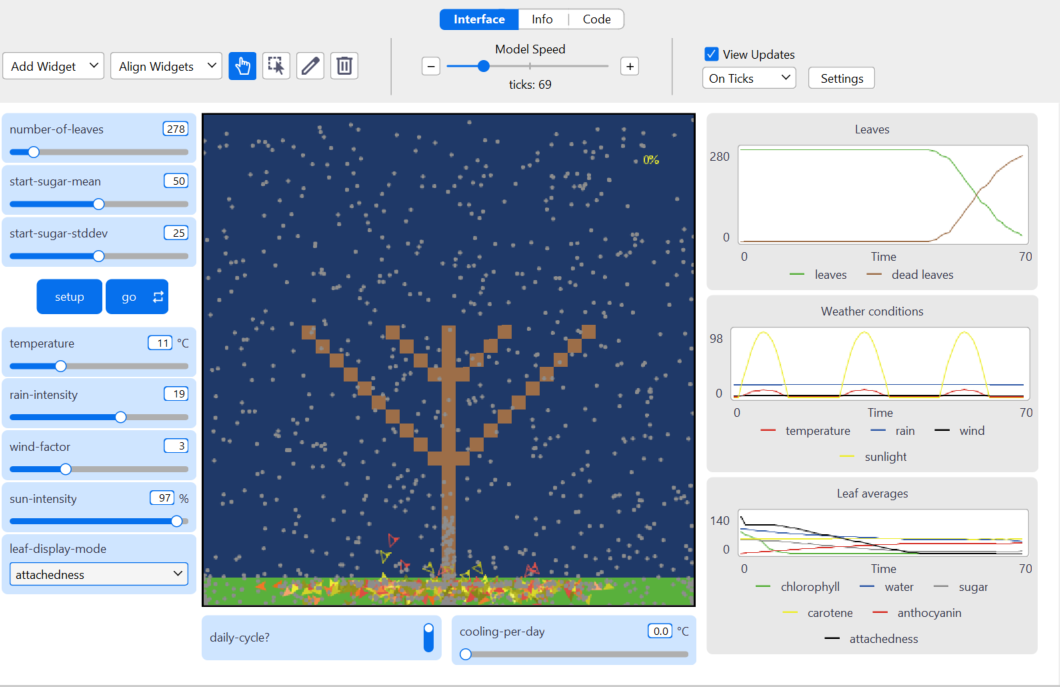 Interface Info Code
Add Widget Align Widgets
Model Speed
ticks: 69
View Updates
On Ticks Settings
number-of-leaves 278
start-sugar-mean 50
start-sugar-stddev 25
setup go
temperature 11 °C
rain-intensity 19
wind-factor 3
sun-intensity 97 %
leaf-display-mode
attachedness
0%
daily-cycle?
cooling-per-day 0.0 °C
Leaves
280
0
0 Time 70
leaves dead leaves
Weather conditions
98
0
0 Time 70
temperature rain wind
sunlight
Leaf averages
140
0
0 Time 70
chlorophyll water sugar
carotene anthocyanin
attachedness